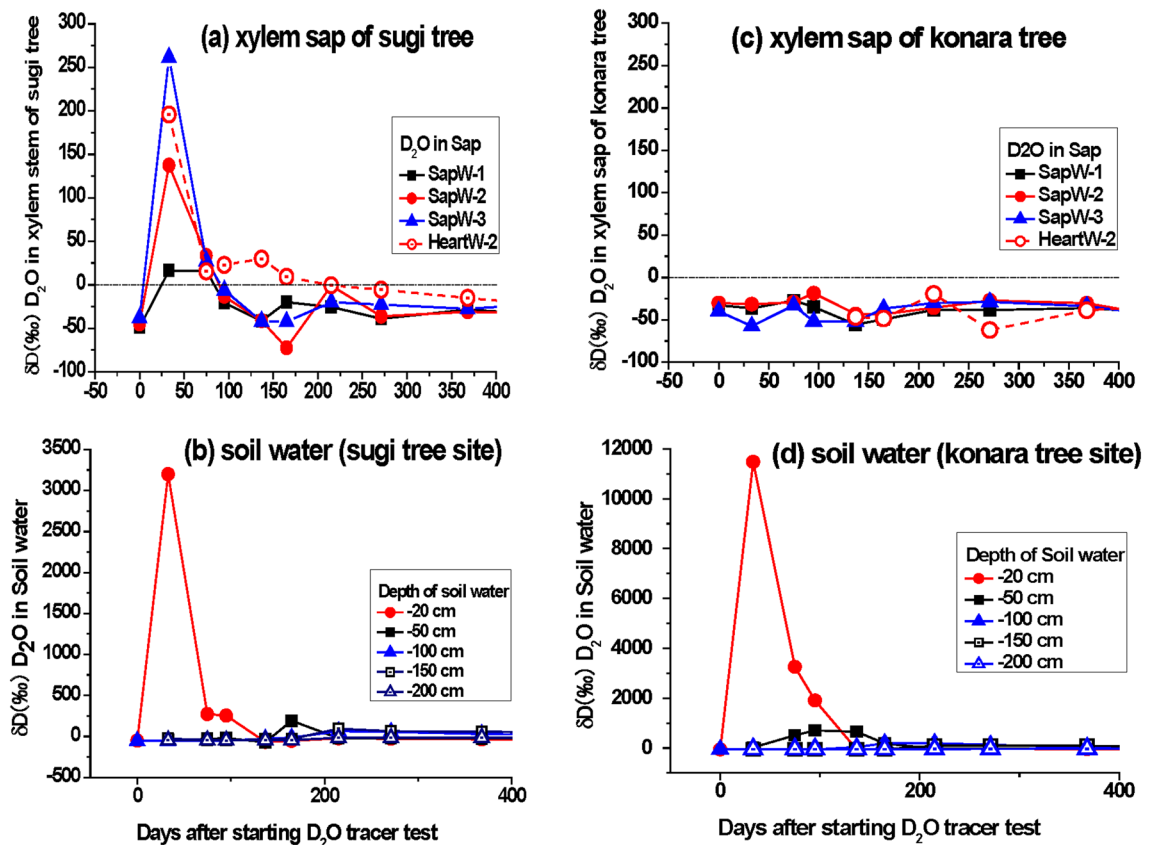 (a) xylem sap of sugi tree
δD(‰) D₂O in xylem stem of sugi tree
300
250
200
150
100
50
0
-50
-100
D₂O in Sap
SapW-1
SapW-2
SapW-3
HeartW-2
-50 0 50 100 150 200 250 300 350 400
(c) xylem sap of konara tree
δD(‰) D₂O in xylem sap of konara tree
300
250
200
150
100
50
0
-50
-100
D2O in Sap
SapW-1
SapW-2
SapW-3
HeartW-2
-50 0 50 100 150 200 250 300 350 400
(b) soil water (sugi tree site)
δD(‰) D₂O in Soil water
3500
3000
2500
2000
1500
1000
500
0
-500
Depth of soil water
-20 cm
-50 cm
-100 cm
-150 cm
-200 cm
0 200 400
Days after starting D₂O tracer test
(d) soil water (konara tree site)
δD(‰) D₂O in Soil water
12000
10000
8000
6000
4000
2000
0
Depth of Soil water
-20 cm
-50 cm
-100 cm
-150 cm
-200 cm
0 200 400
Days after starting D₂O tracer test